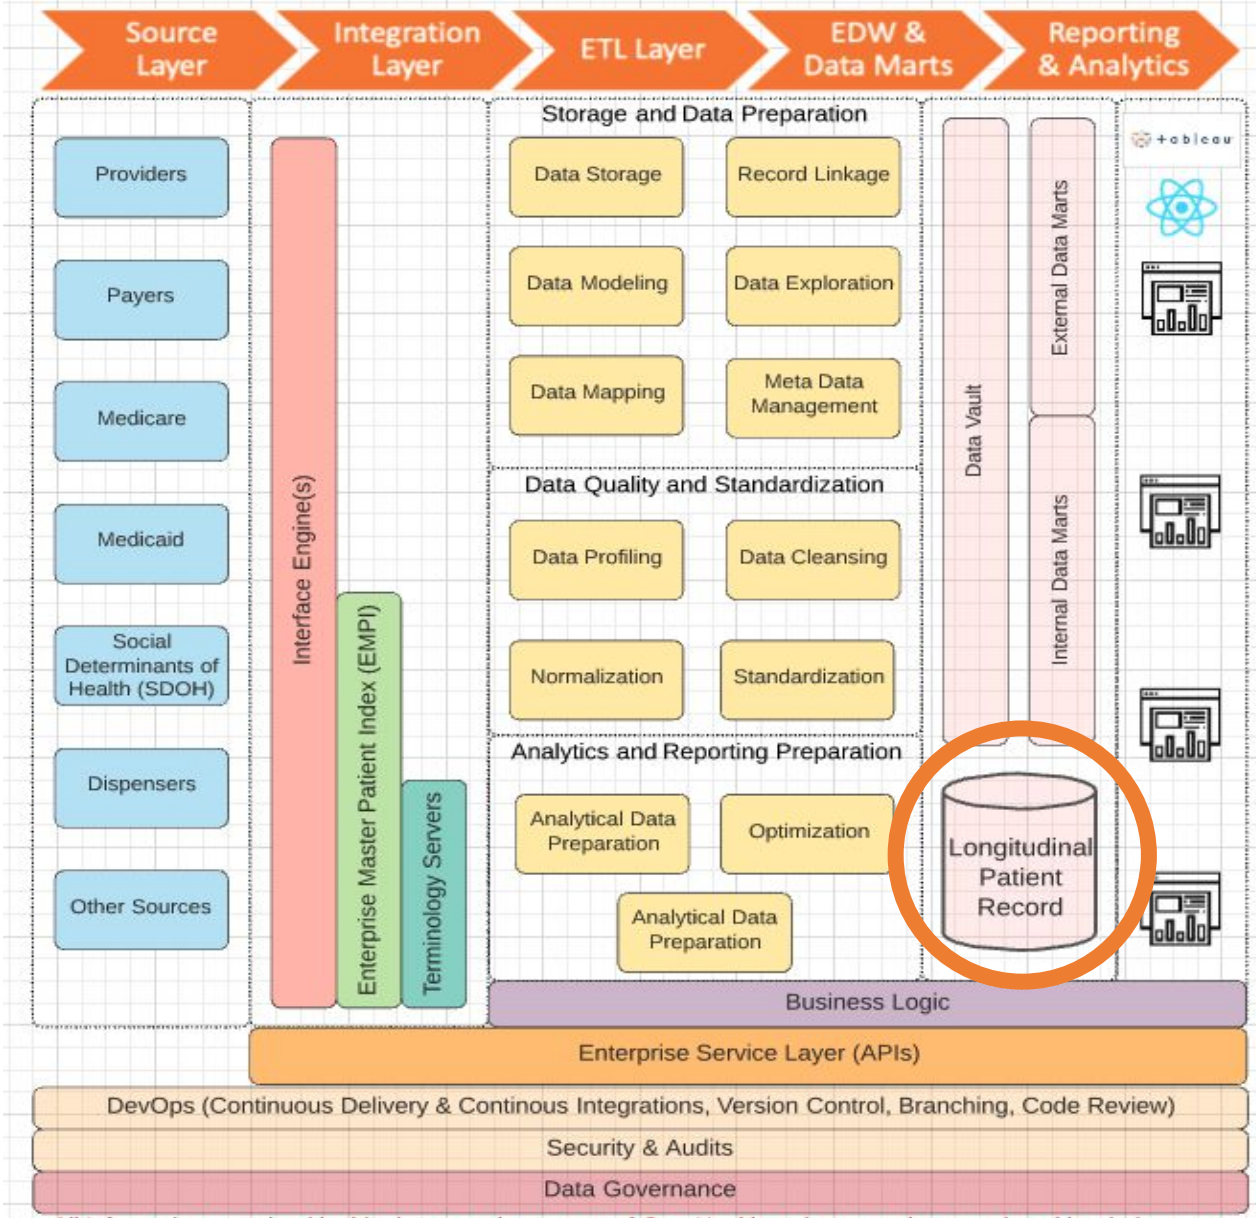 Source
Layer
Integration
Layer
ETL Layer
EDW &
Data Marts
Reporting
& Analytics
Providers
Payers
Medicare
Medicaid
Social
Determinants of
Health (SDOH)
Dispensers
Other Sources
Interface Engine(s)
Enterprise Master Patient Index (EMPI)
Terminology Servers
Storage and Data Preparation
Data Storage
Record Linkage
Data Modeling
Data Exploration
Data Mapping
Meta Data
Management
Data Quality and Standardization
Data Profiling
Data Cleansing
Normalization
Standardization
Analytics and Reporting Preparation
Analytical Data
Preparation
Optimization
Analytical Data
Preparation
Data Vault
External Data Marts
Internal Data Marts
Longitudinal
Patient
Record
+ableau
Business Logic
Enterprise Service Layer (APIs)
DevOps (Continuous Delivery & Continous Integrations, Version Control, Branching, Code Review)
Security & Audits
Data Governance